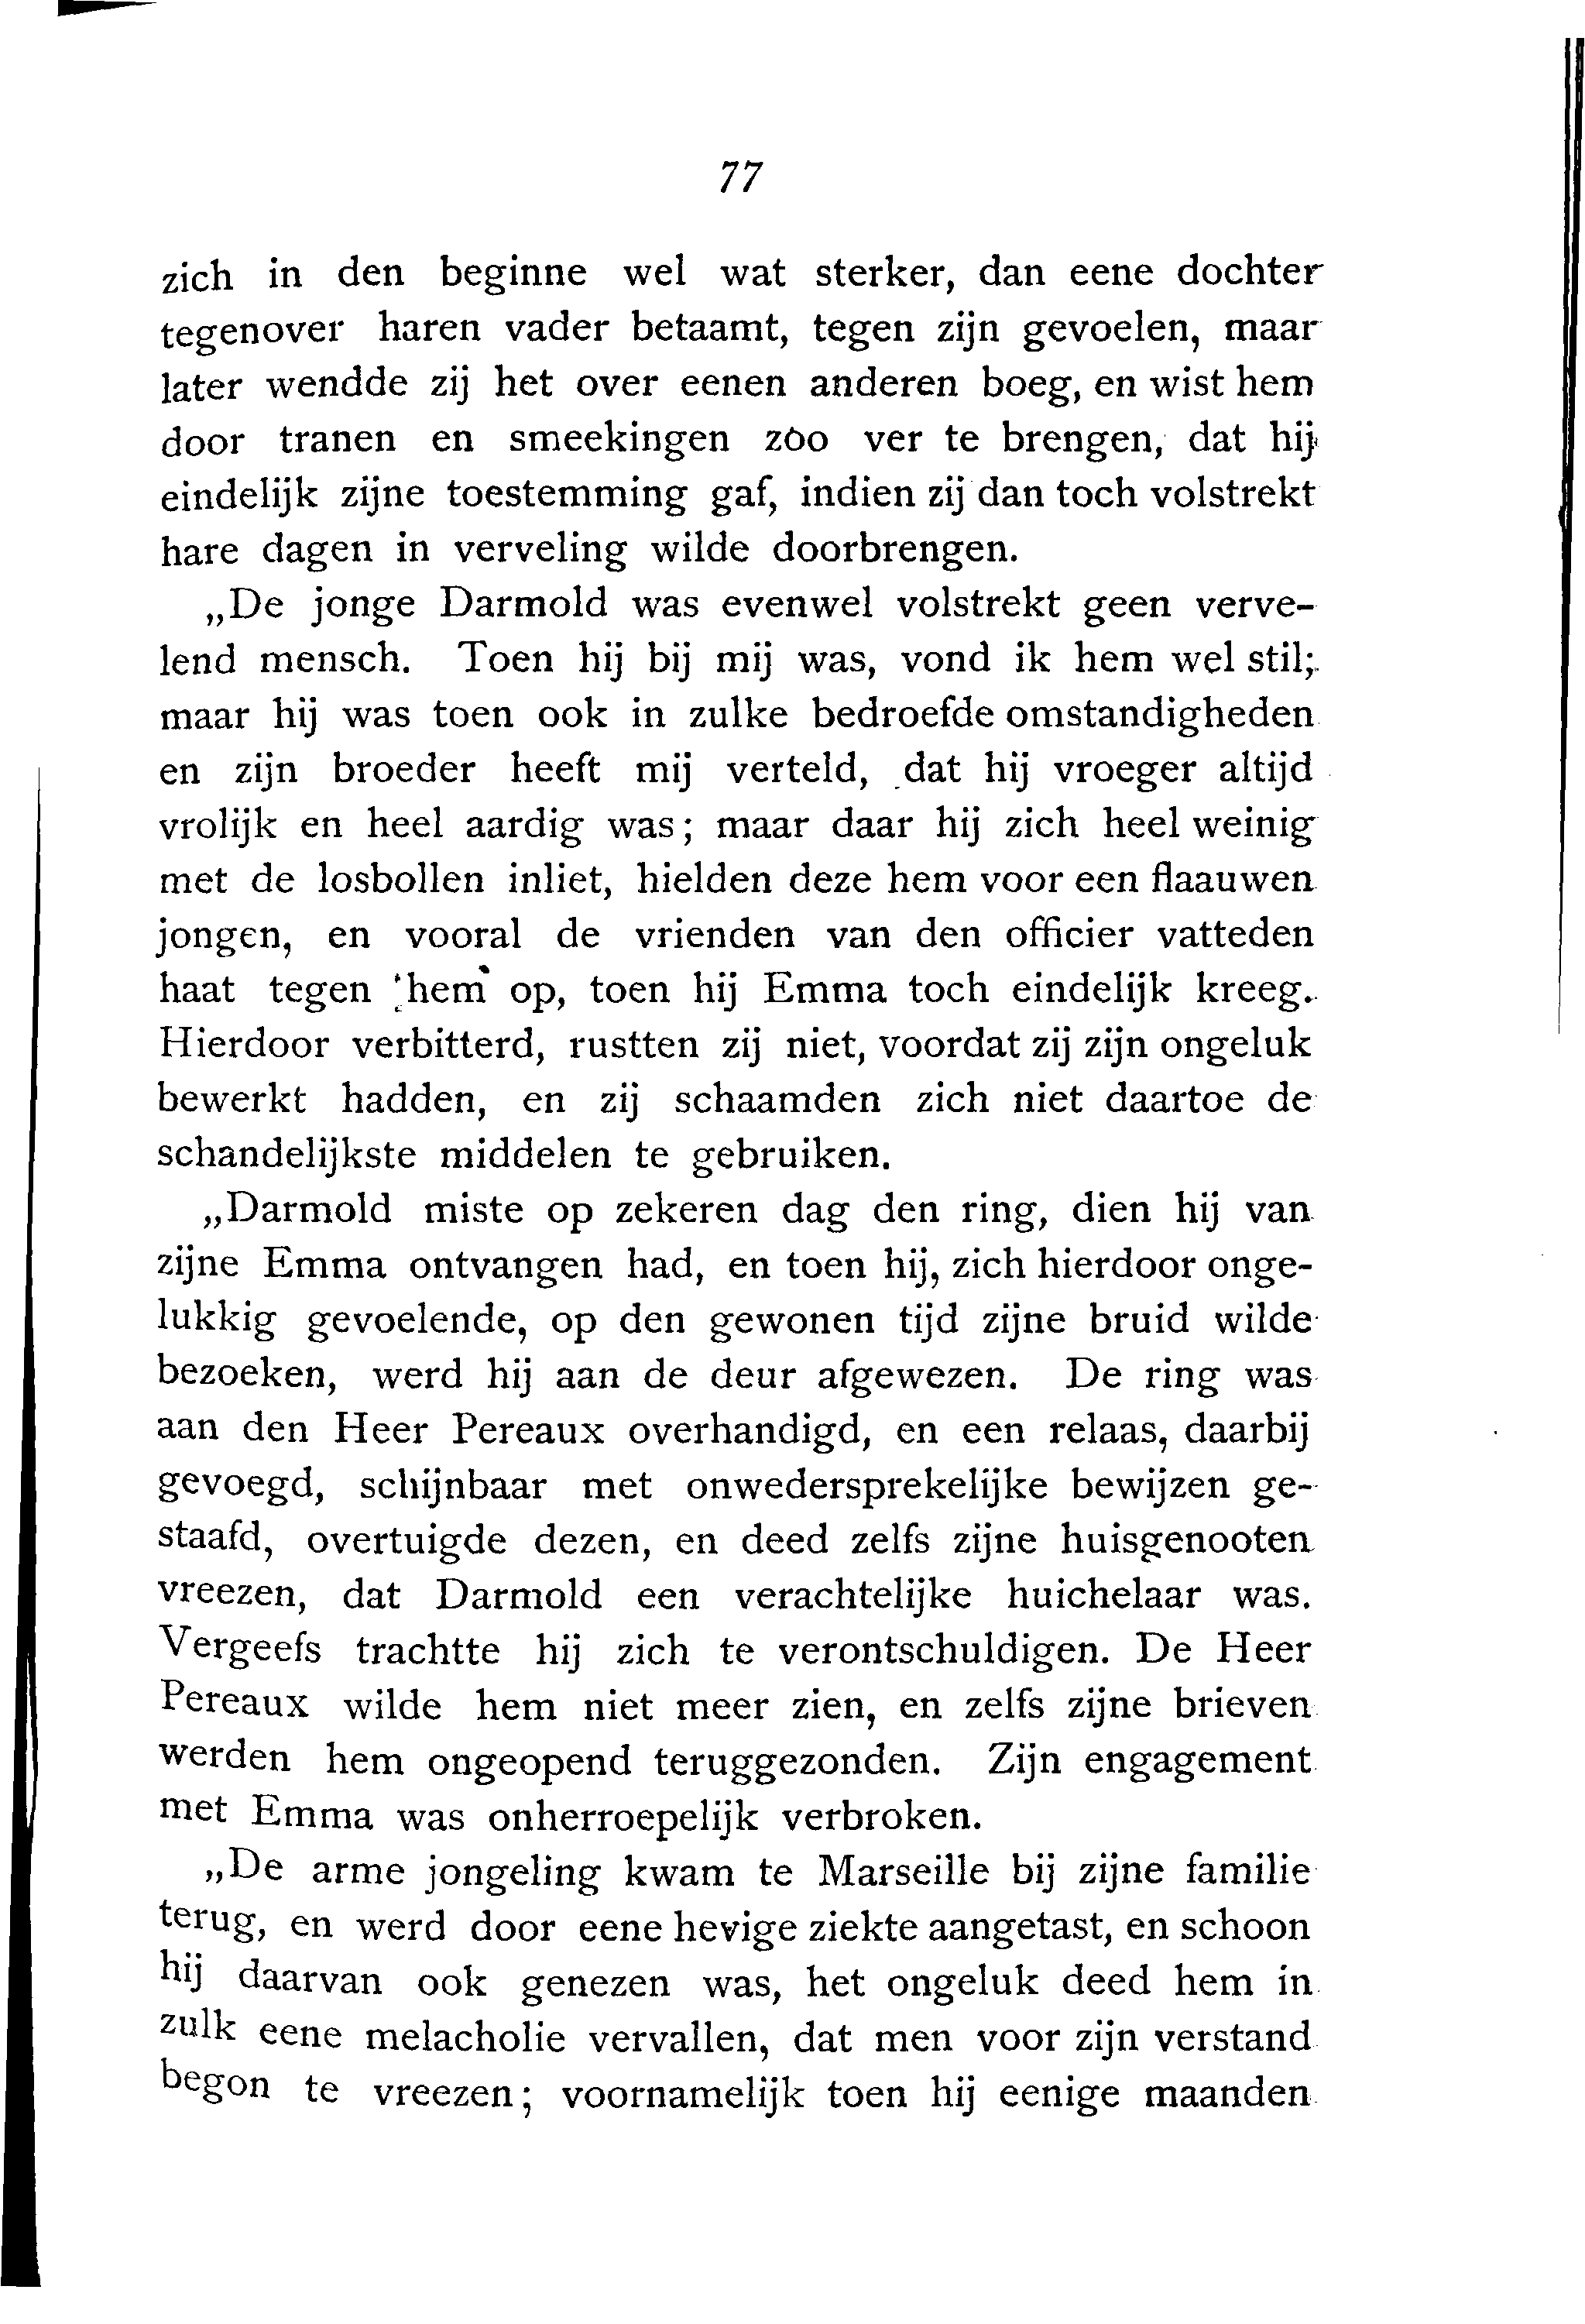 77
zich in den beginne wel wat sterker, dan eene dochter
tegenover haren vader betaamt, tegen zijn gevoelen, maar
later wendde zij het over eenen anderen boeg, en wist hem
door tranen en smeekingen zóo ver te brengen, dat hij
eindelijk zijne toestemming gaf, indien zij dan toch volstrekt
hare dagen in verveling wilde doorbrengen.
„De jonge Darmold was evenwel volstrekt geen verve-
lend mensch. Toen hij bij mij was, vond ik hem wel stil;
maar hij was toen ook in zulke bedroefde omstandigheden
en zijn broeder heeft mij verteld, dat hij vroeger altijd
vrolijk en heel aardig was; maar daar hij zich heel weinig
met de losbollen inliet, hielden deze hem voor een flaauwen
jongen, en vooral de vrienden van den officier vatteden
haat tegen hem op, toen hij Emma toch eindelijk kreeg.
Hierdoor verbitterd, rustten zij niet, voordat zij zijn ongeluk
bewerkt hadden, en zij schaamden zich niet daartoe de
schandelijkste middelen te gebruiken.
„Darmold miste op zekeren dag den ring, dien hij van
zijne Emma ontvangen had, en toen hij, zich hierdoor onge-
lukkig gevoelende, op den gewonen tijd zijne bruid wilde
bezoeken, werd hij aan de deur afgewezen. De ring was
aan den Heer Pereaux overhandigd, en een relaas, daarbij
gevoegd, schijnbaar met onwedersprekelijke bewijzen ge-
staafd, overtuigde dezen, en deed zelfs zijne huisgenooten
vreezen, dat Darmold een verachtelijke huichelaar was.
Vergeefs trachtte hij zich te verontschuldigen. De Heer
Pereaux wilde hem niet meer zien, en zelfs zijne brieven
werden hem ongeopend teruggezonden. Zijn engagement
met Emma was onherroepelijk verbroken.
„De arme jongeling kwam te Marseille bij zijne familie
terug, en werd door eene hevige ziekte aangetast, en schoon
hij daarvan ook genezen was, het ongeluk deed hem in
zulk eene melacholie vervallen, dat men voor zijn verstand
begon te vreezen; voornamelijk toen hij eenige maanden